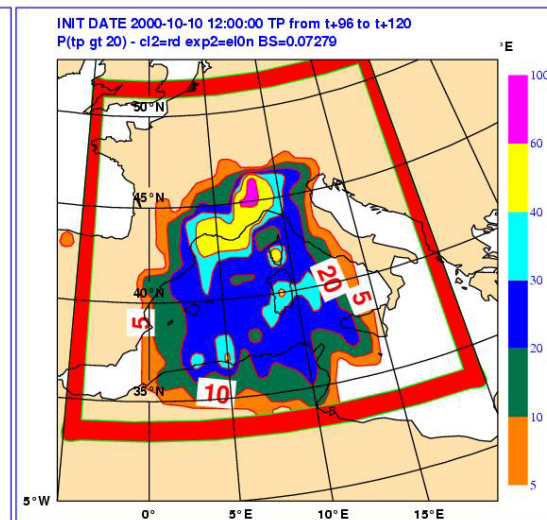 INIT DATE 2000-10-10 12:00:00 TP from t+96 to t+120
P(tp gt 20) - cl2=rd exp2=el0n BS=0.07279
°E
100
50°N
60
45°N
40
30
40°N
20
5
5
20
10
35°N
10
5
5°W
0°
5°E
10°E
15°E